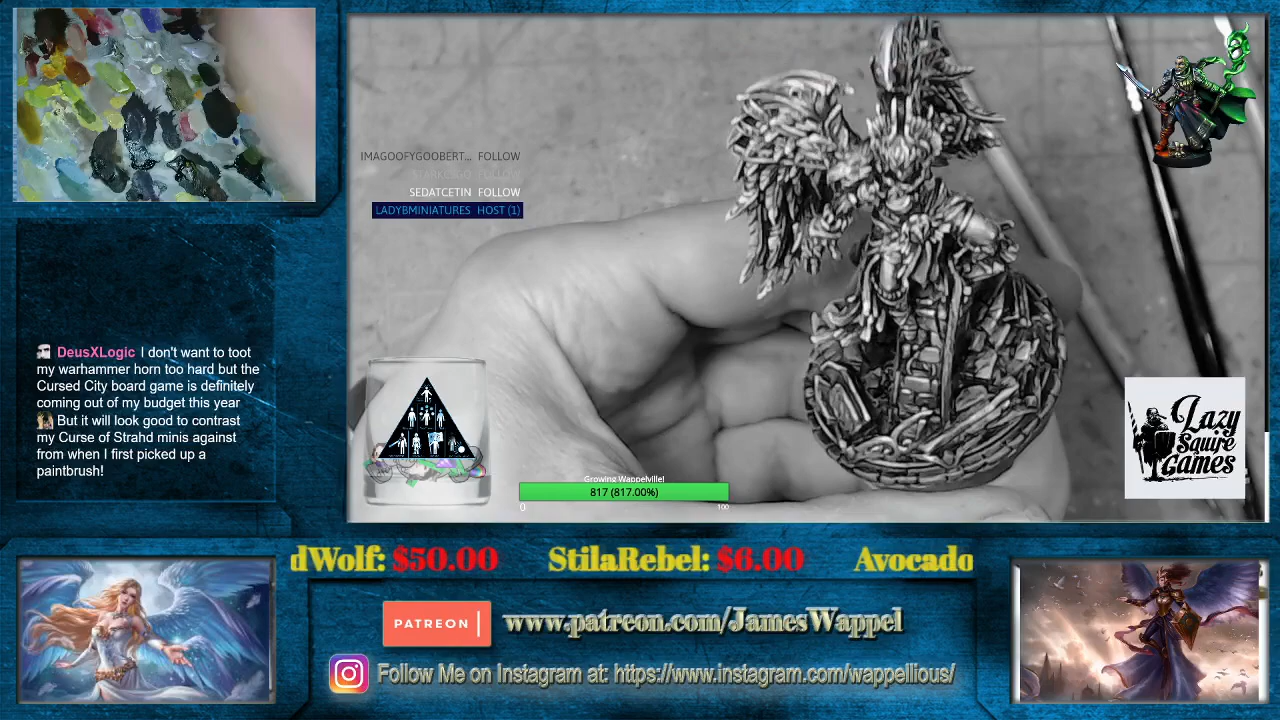 IMAGOOFYGOOBERT... FOLLOW
FOLLOW
SEDATCETIN FOLLOW
LADYBMINIATURES HOST (1)
DeusXLogic I don't want to toot
my warhammer horn too hard but the
Cursed City board game is definitely
coming out of my budget this year
But it will look good to contrast
my Curse of Strahd minis against
from when I first picked up a
paintbrush!
Lazy
Squire
Games
Growing Wappelville!
817 (817.00%)
0 100
dWolf: $50.00 StilaRebel: $6.00 Avocado
PATREON www.patreon.com/JamesWappel
Follow Me on Instagram at: https://www.instagram.com/wappellious/